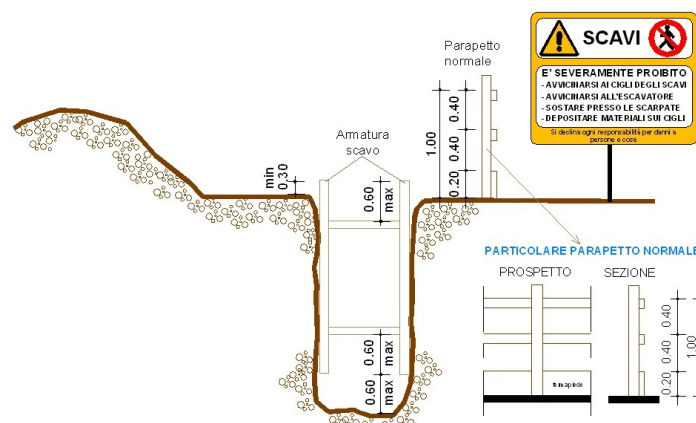 SCAVI
E' SEVERAMENTE PROIBITO
- AVVICINARSI AI CIGLI DEGLI SCAVI
- AVVICINARSI ALL'ESCAVATORE
- SOSTARE PRESSO LE SCARPATE
- DEPOSITARE MATERIALI SUI CIGLI
Si declina ogni responsabilità per danni a
persone e cose
Parapetto
normale
1.00
0.40
0.40
0.20
Armatura
scavo
min
0.30
0.60
max
0.60
max
0.60
max
PARTICOLARE PARAPETTO NORMALE
PROSPETTO
SEZIONE
fermapiede
0.40
0.40
0.20
1.00